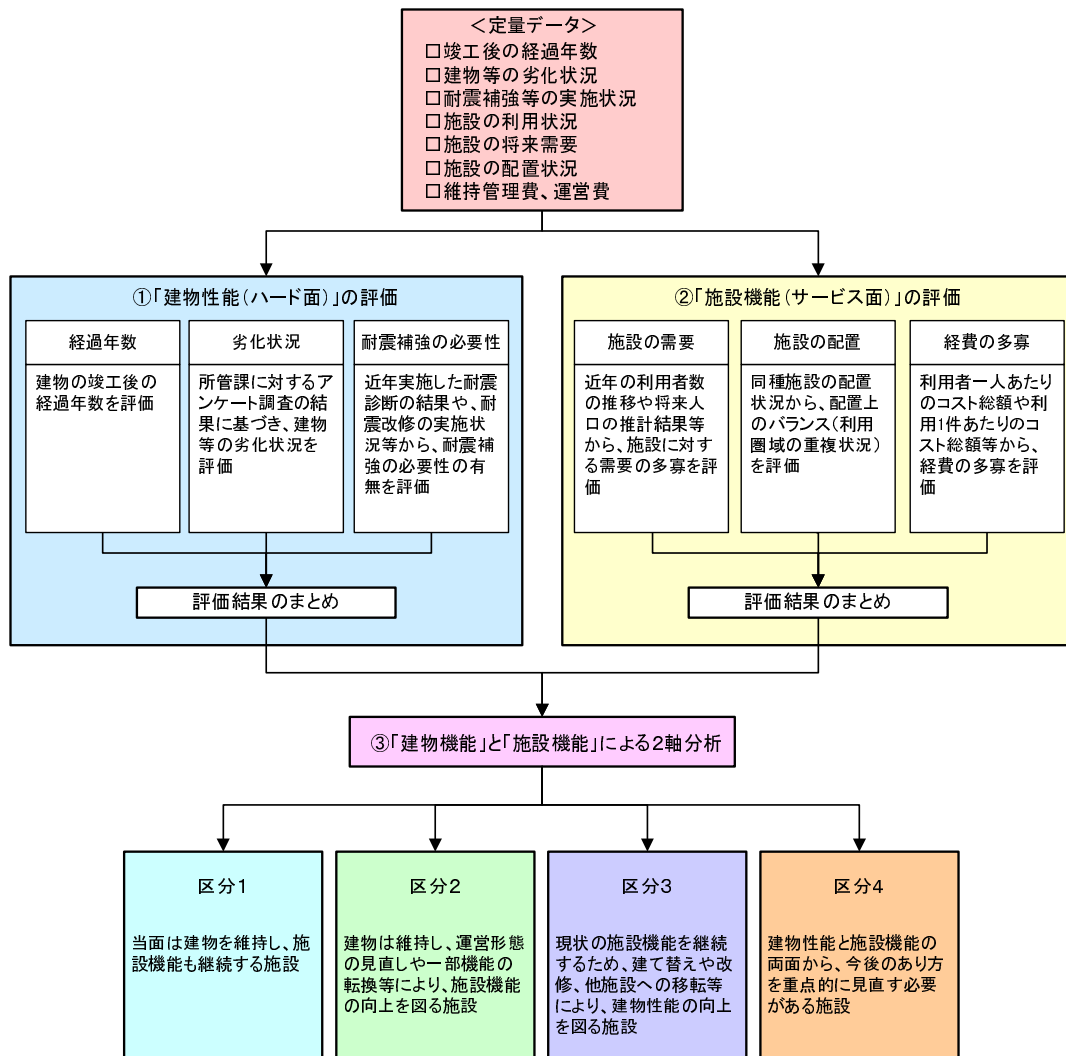 ＜定量データ＞
□竣工後の経過年数
□建物等の劣化状況
□耐震補強等の実施状況
□施設の利用状況
□施設の将来需要
□施設の配置状況
□維持管理費、運営費
①「建物性能（ハード面）」の評価
経過年数
建物の竣工後の
経過年数を評価
劣化状況
所管課に対するア
ンケート調査の結
果に基づき、建物
等の劣化状況を
評価
耐震補強の必要性
近年実施した耐震
診断の結果や、耐
震改修の実施状
況等から、耐震補
強の必要性の有
無を評価
評価結果のまとめ
②「施設機能（サービス面）」の評価
施設の需要
近年の利用者数
の推移や将来人
口の推計結果等
から、施設に対す
る需要の多寡を評
価
施設の配置
同種施設の配置
状況から、配置上
のバランス（利用
圏域の重複状況）
を評価
経費の多寡
利用者一人あたり
のコスト総額や利
用1件あたりのコ
スト総額等から、
経費の多寡を評
価
評価結果のまとめ
③「建物機能」と「施設機能」による２軸分析
区分１
当面は建物を維持し、施
設機能も継続する施設
区分２
建物は維持し、運営形態
の見直しや一部機能の
転換等により、施設機能
の向上を図る施設
区分３
現状の施設機能を継続
するため、建て替えや改
修、他施設への移転等
により、建物性能の向上
を図る施設
区分４
建物性能と施設機能の
両面から、今後のあり方
を重点的に見直す必要
がある施設